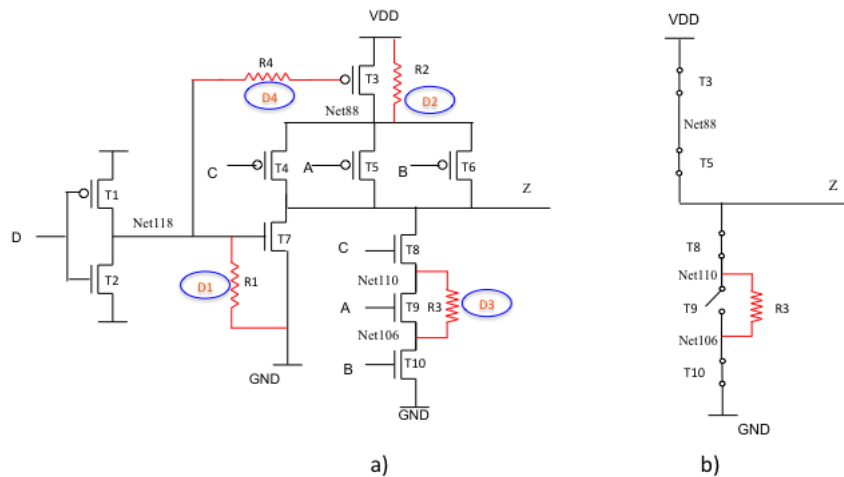 VDD
R4
T3
R2
D4
D2
Net88
C
T4
A
T5
B
T6
T1
Z
Net118
D
T7
C
T8
T2
D1
R1
Net110
A
T9
R3
D3
Net106
B
T10
GND
GND
a)
VDD
T3
Net88
T5
Z
T8
Net110
T9
R3
Net106
T10
GND
b)